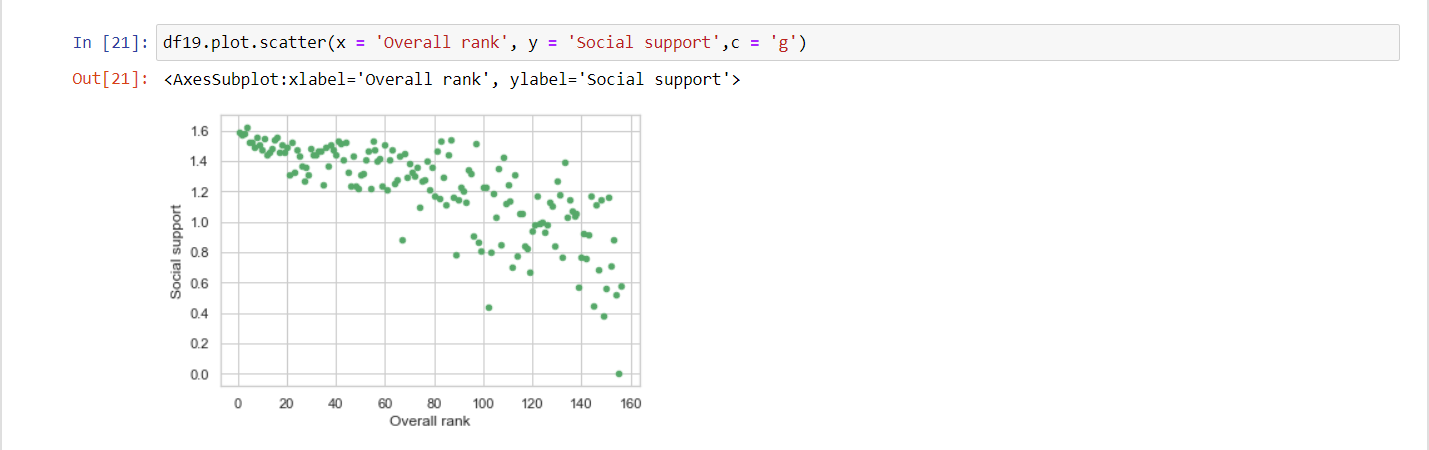 In [21]: df19.plot.scatter(x = 'Overall rank', y = 'Social support',c = 'g')
Out[21]: <AxesSubplot:xlabel='Overall rank', ylabel='Social support'>
1.6
1.4
1.2
1.0
0.8
0.6
0.4
0.2
0.0
Social support
0 20 40 60 80 100 120 140 160
Overall rank